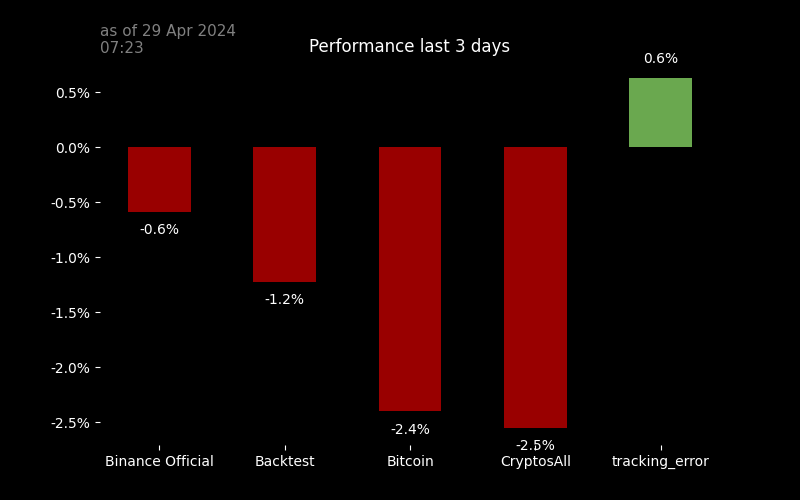 as of 29 Apr 2024
07:23
Performance last 3 days
0.6%
0.5%
0.0%
-0.5%
-0.6%
-1.0%
-1.2%
-1.5%
-2.0%
-2.5%
-2.4%
-2.5%
Binance Official
Backtest
Bitcoin
CryptosAll
tracking_error